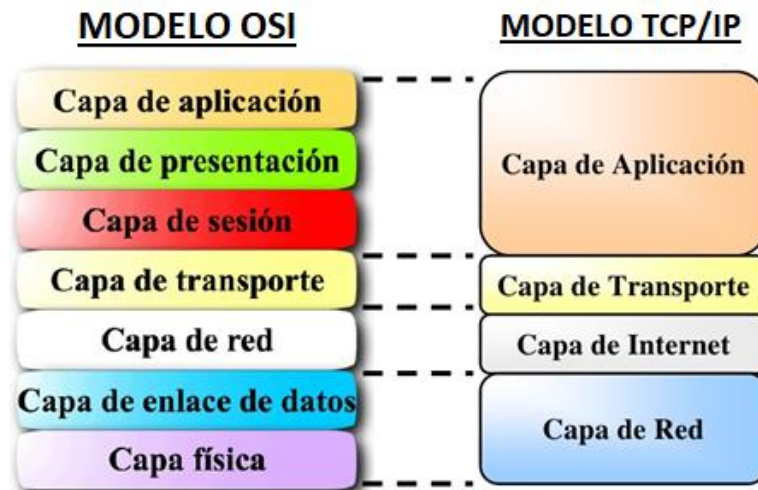 MODELO OSI
Capa de aplicación
Capa de presentación
Capa de sesión
Capa de transporte
Capa de red
Capa de enlace de datos
Capa física
MODELO TCP/IP
Capa de Aplicación
Capa de Transporte
Capa de Internet
Capa de Red